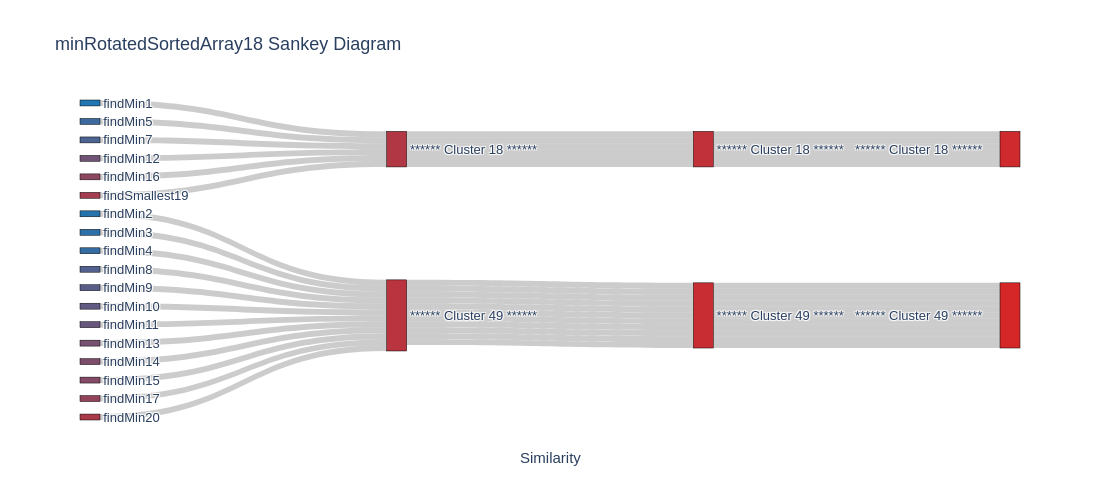 minRotatedSortedArray18 Sankey Diagram
findMin1
findMin5
findMin7
findMin12
findMin16
findSmallest19
findMin2
findMin3
findMin4
findMin8
findMin9
findMin10
findMin11
findMin13
findMin14
findMin15
findMin17
findMin20
****** Cluster 18 ******
****** Cluster 18 ******
****** Cluster 18 ******
****** Cluster 49 ******
****** Cluster 49 ******
****** Cluster 49 ******
Similarity